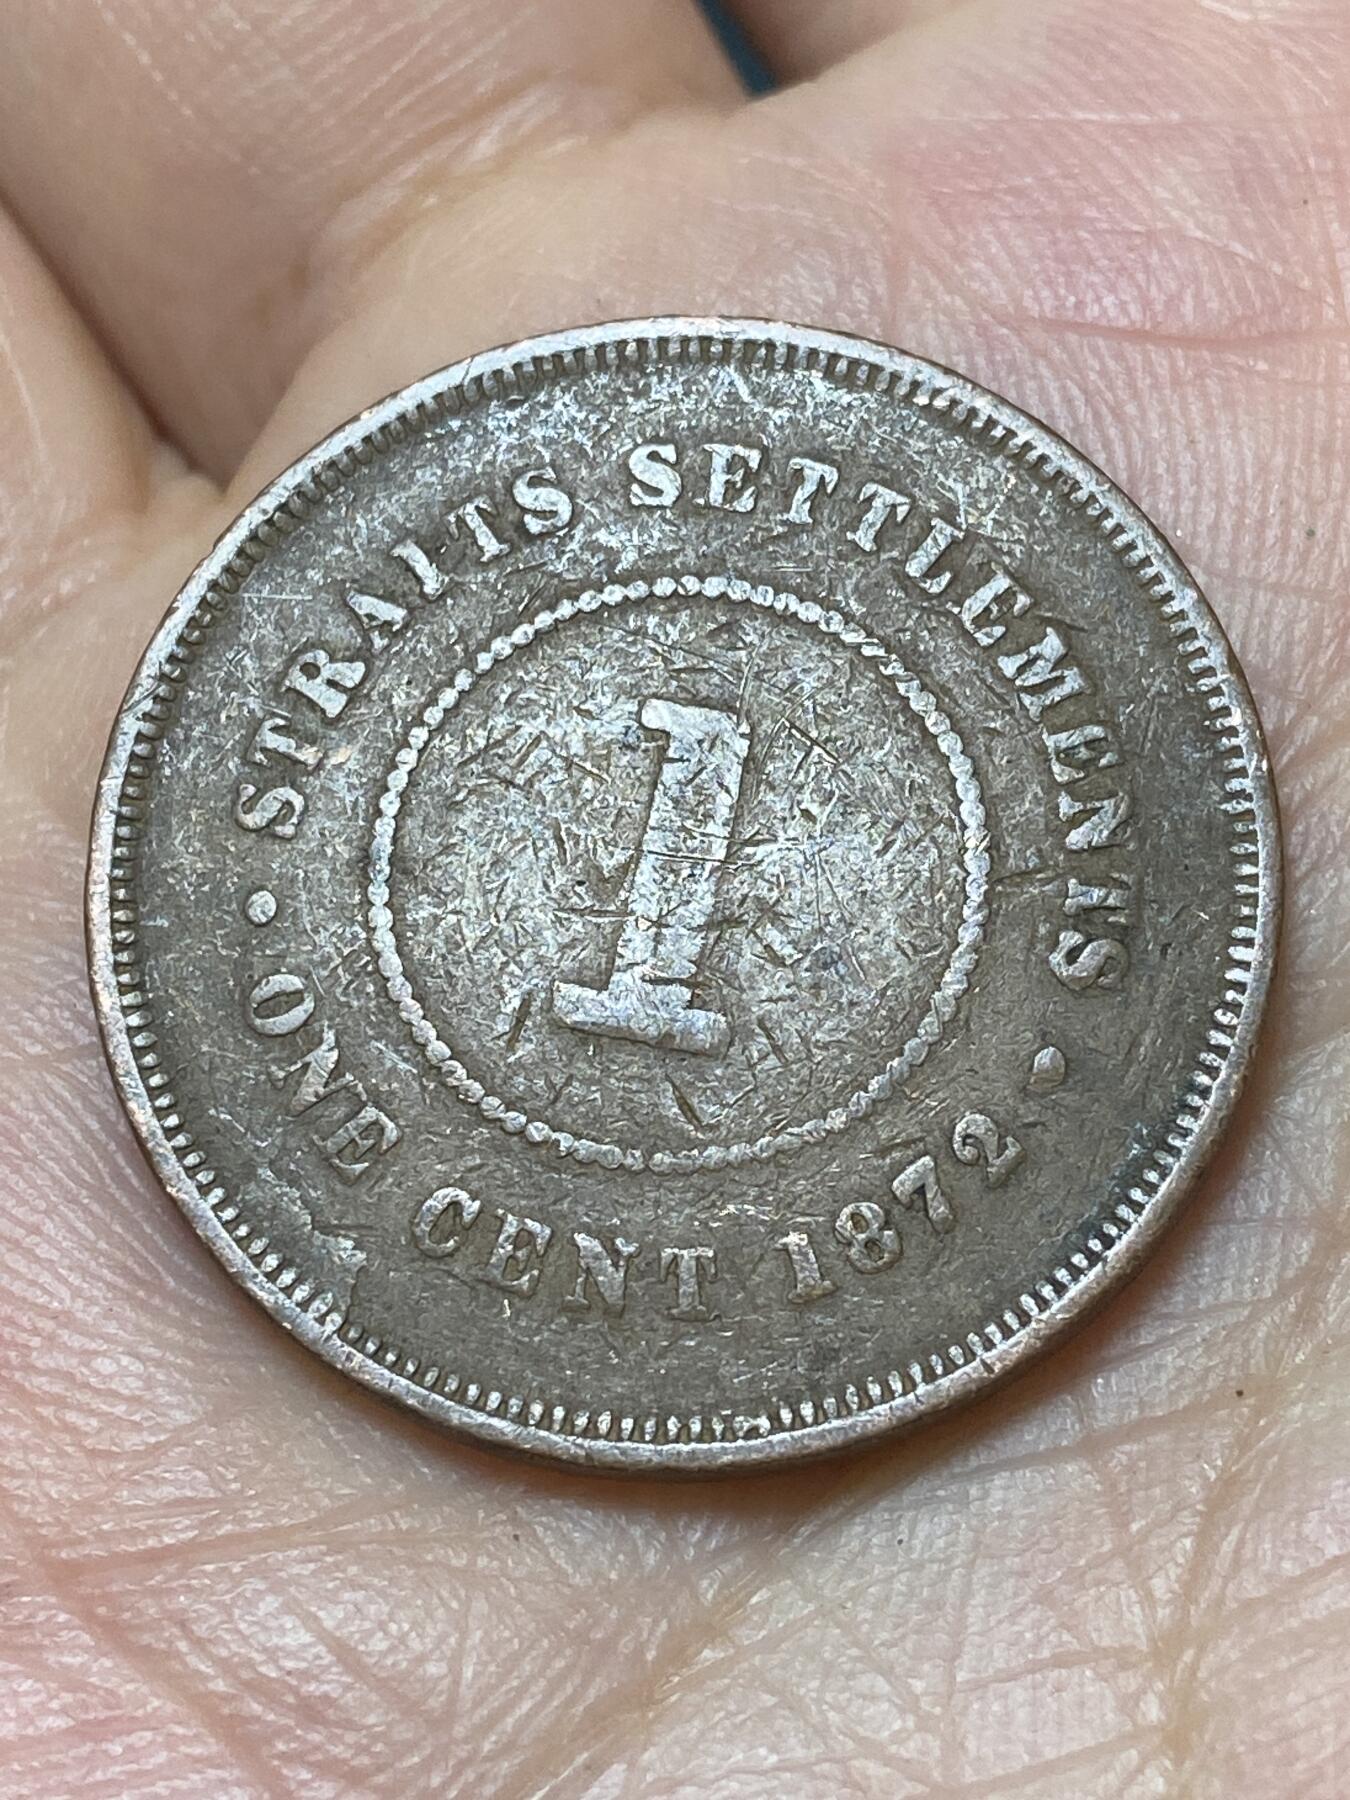 STRAITS SETTLEMENTS
1
ONE CENT 1872